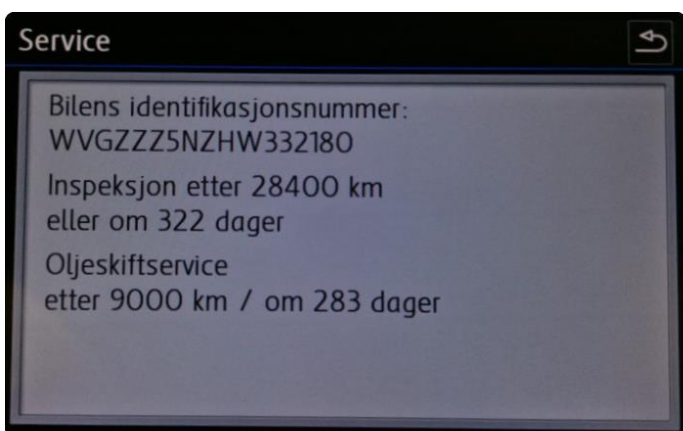 Service
Bilens identifikasjonsnummer:
WVGZZZ5NZHW332180
Inspeksjon etter 28400 km
eller om 322 dager
Oljeskiftservice
etter 9000 km / om 283 dager